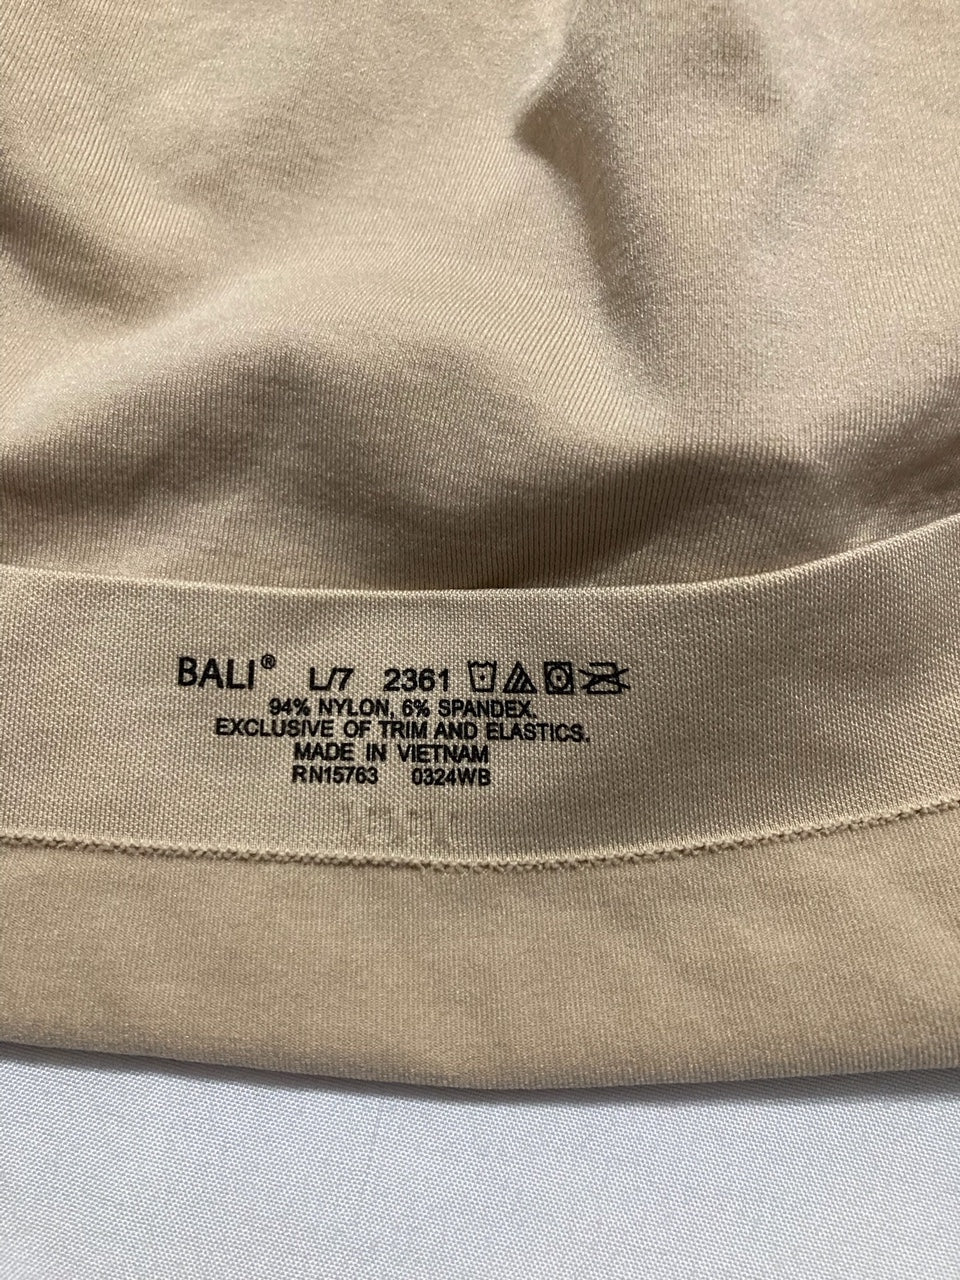 BALI® L/7 2361
94% NYLON, 6% SPANDEX,
EXCLUSIVE OF TRIM AND ELASTICS.
MADE IN VIETNAM
RN15763 0324WB